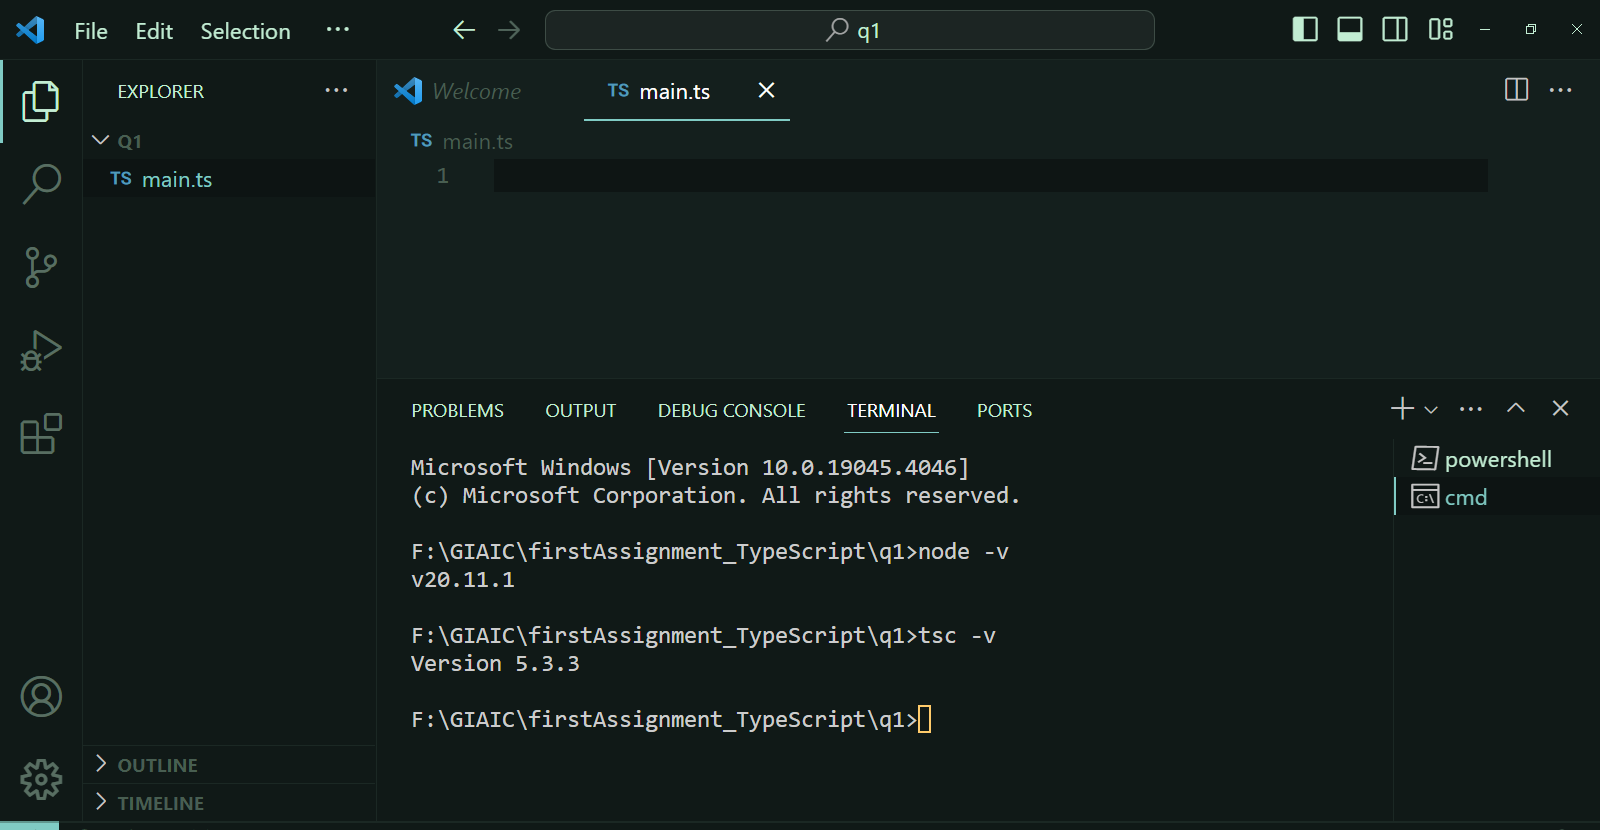 File Edit Selection ···
q1
EXPLORER ···
Q1
TS main.ts
OUTLINE
TIMELINE
Welcome
TS main.ts
TS main.ts
1
PROBLEMS OUTPUT DEBUG CONSOLE TERMINAL PORTS
Microsoft Windows [Version 10.0.19045.4046]
(c) Microsoft Corporation. All rights reserved.
F:\GIAIC\firstAssignment_TypeScript\q1>node -v
v20.11.1
F:\GIAIC\firstAssignment_TypeScript\q1>tsc -v
Version 5.3.3
F:\GIAIC\firstAssignment_TypeScript\q1>
powershell
cmd